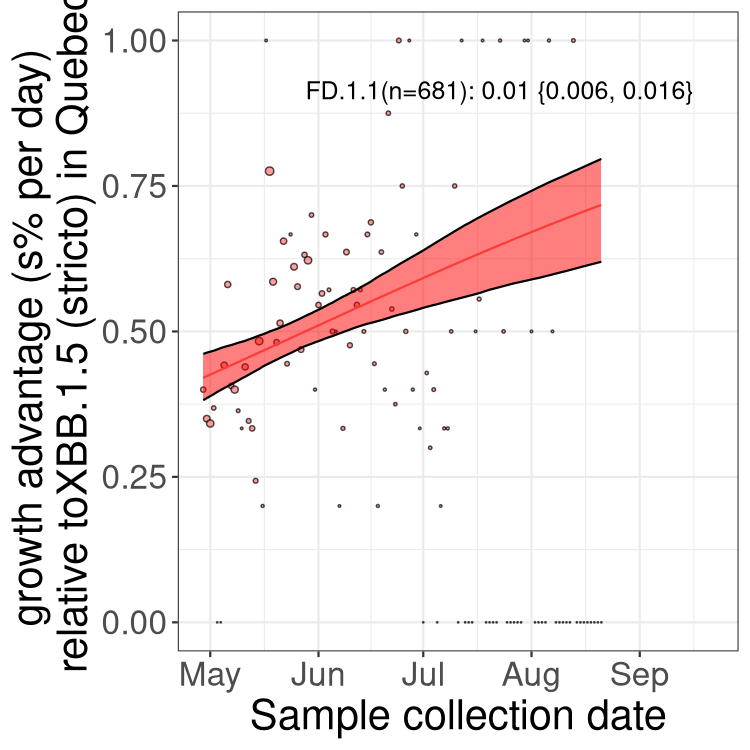 growth advantage (s% per day)
relative toXBB.1.5 (stricto) in Quebec
1.00
0.75
0.50
0.25
0.00
FD.1.1(n=681): 0.01 {0.006, 0.016}
May Jun Jul Aug Sep
Sample collection date